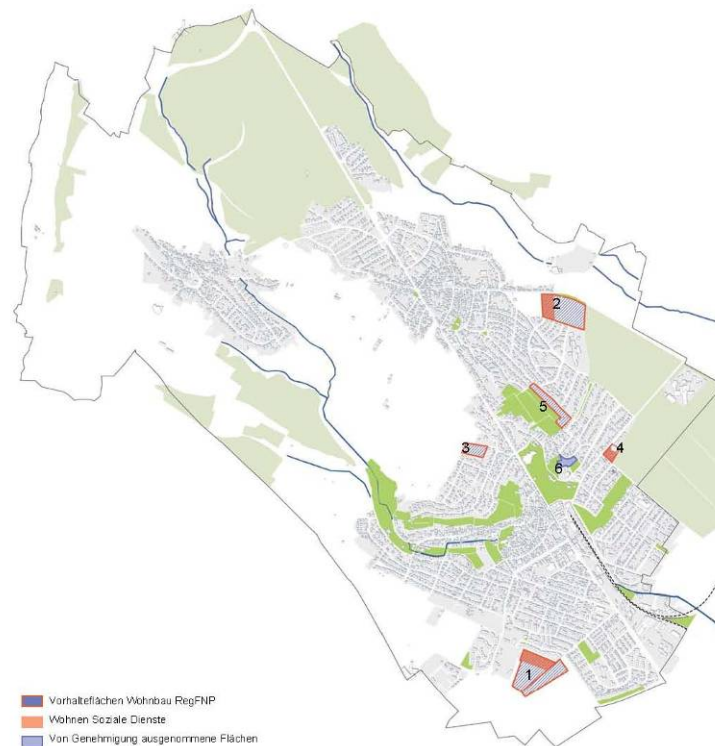 2
5
3
4
6
1
Vorhalteflächen Wohnbau RegFNP
Wohnen Soziale Dienste
Von Genehmigung ausgenommene Flächen